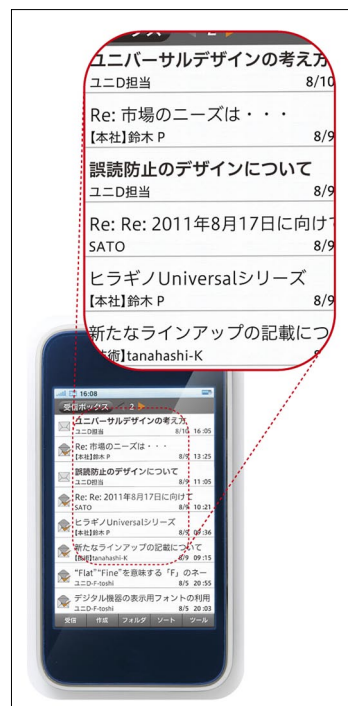 ックス 2
ユニバーサルデザインの考え方
ユニD担当 8/10
Re: 市場のニーズは・・・
【本社】鈴木 P 8/9
誤読防止のデザインについて
ユニD担当 8/9
Re: Re: 2011年8月17日に向けて
SATO 8/9
ヒラギノUniversalシリーズ
【本社】鈴木 P 8/9
新たなラインアップの記載につ
技術】tanahashi-K
16:08
受信ボックス 2
ユニバーサルデザインの考え方
ユニD担当 8/10 16:05
Re: 市場のニーズは・・・
【本社】鈴木 P 8/9 13:25
誤読防止のデザインについて
ユニD担当 8/9 11:05
Re: Re: 2011年8月17日に向けて
SATO 8/9 10:21
ヒラギノUniversalシリーズ
【本社】鈴木 P 8/9 09:36
新たなラインアップの記載について
【技術】tanahashi-K 8/9 09:15
“Flat”“Fine”を意味する「F」のネー
ユニD-F-toshi 8/5 20:55
デジタル機器の表示用フォントの利用
ユニD-F-toshi 8/5 20:03
受信 作成 フォルダ ソート ツール